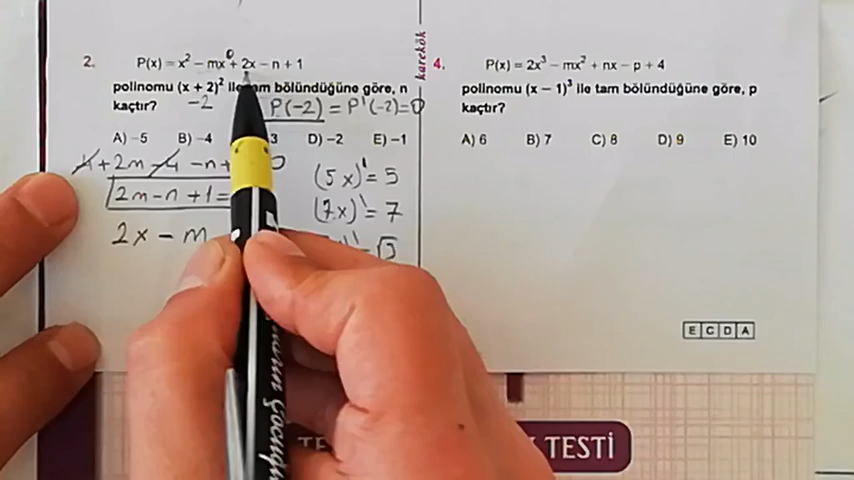 2. P(x) = x² − mx + 2x − n + 1
polinomu (x + 2)² ile tam bölündüğüne göre, n
kaçtır?
-2 P(-2) = P'(-2)=0
A) −5 B) −4 3 D) −2 E) −1
4+2m-4-n+ 0
2m-n+1=
2x-m
(5x)'=5
(7x)'=7
karekök
4. P(x) = 2x³ − mx² + nx − p + 4
polinomu (x − 1)³ ile tam bölündüğüne göre, p
kaçtır?
A) 6 B) 7 C) 8 D) 9 E) 10
E C D A
TESTİ